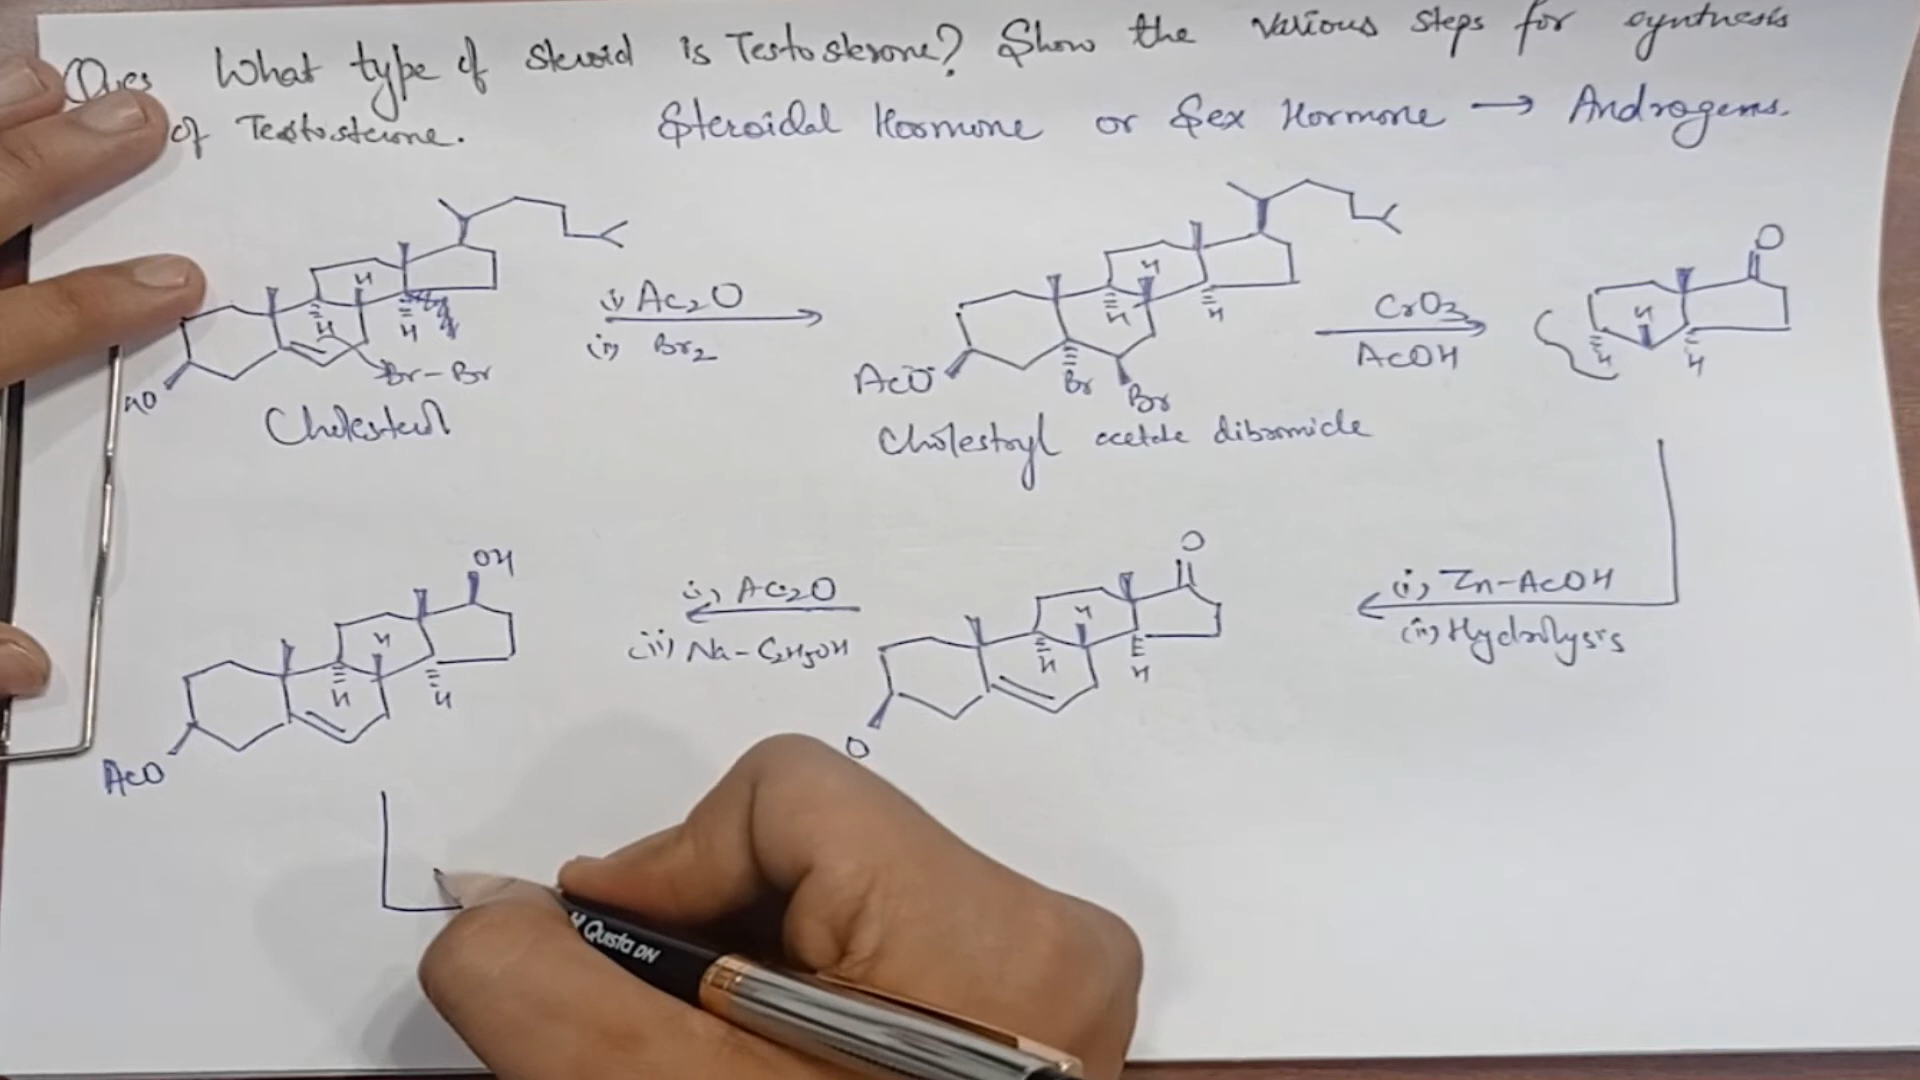 Ques What type of steroid is Testosterone? Show the various steps for synthesis
of Testosterone. Steroidal Hormone or Sex Hormone → Androgens.
H H H
HO Br-Br
Cholesterol
(i) Ac2O
(ii) Br2
H H H
AcO Br Br
Cholestryl acetate dibromide
CrO3
AcOH
O
H H H
(i) Zn-AcOH
(ii) Hydrolysis
O
H H H
O
(i) Ac2O
(ii) Na-C2H5OH
OH
H H H
AcO
Quista DN